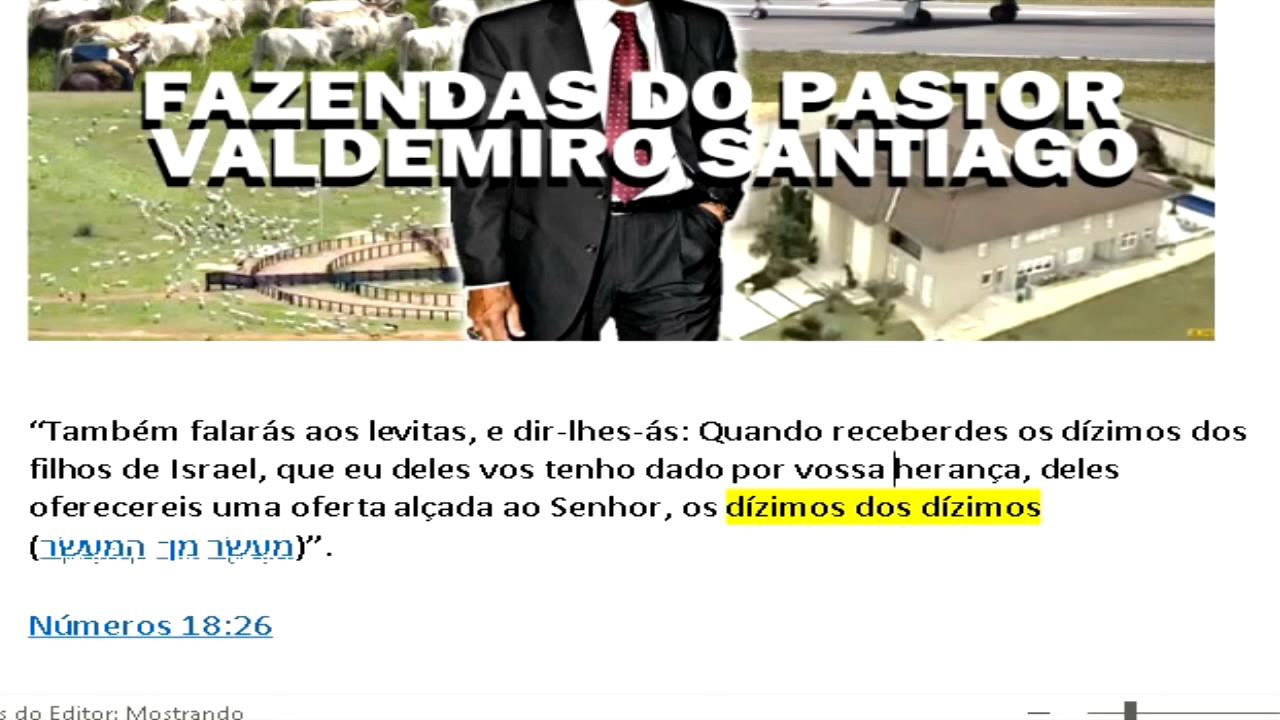 FAZENDAS DO PASTOR
VALDEMIRO SANTIAGO
“Também falarás aos levitas, e dir-lhes-ás: Quando receberdes os dízimos dos
filhos de Israel, que eu deles vos tenho dado por vossa herança, deles
oferecereis uma oferta alçada ao Senhor, os dízimos dos dízimos
(מַעֲשֵׂ֖ר מִן־ הַֽמַּעֲשֵֽׂר)”.
Números 18:26
s do Editor: Mostrando